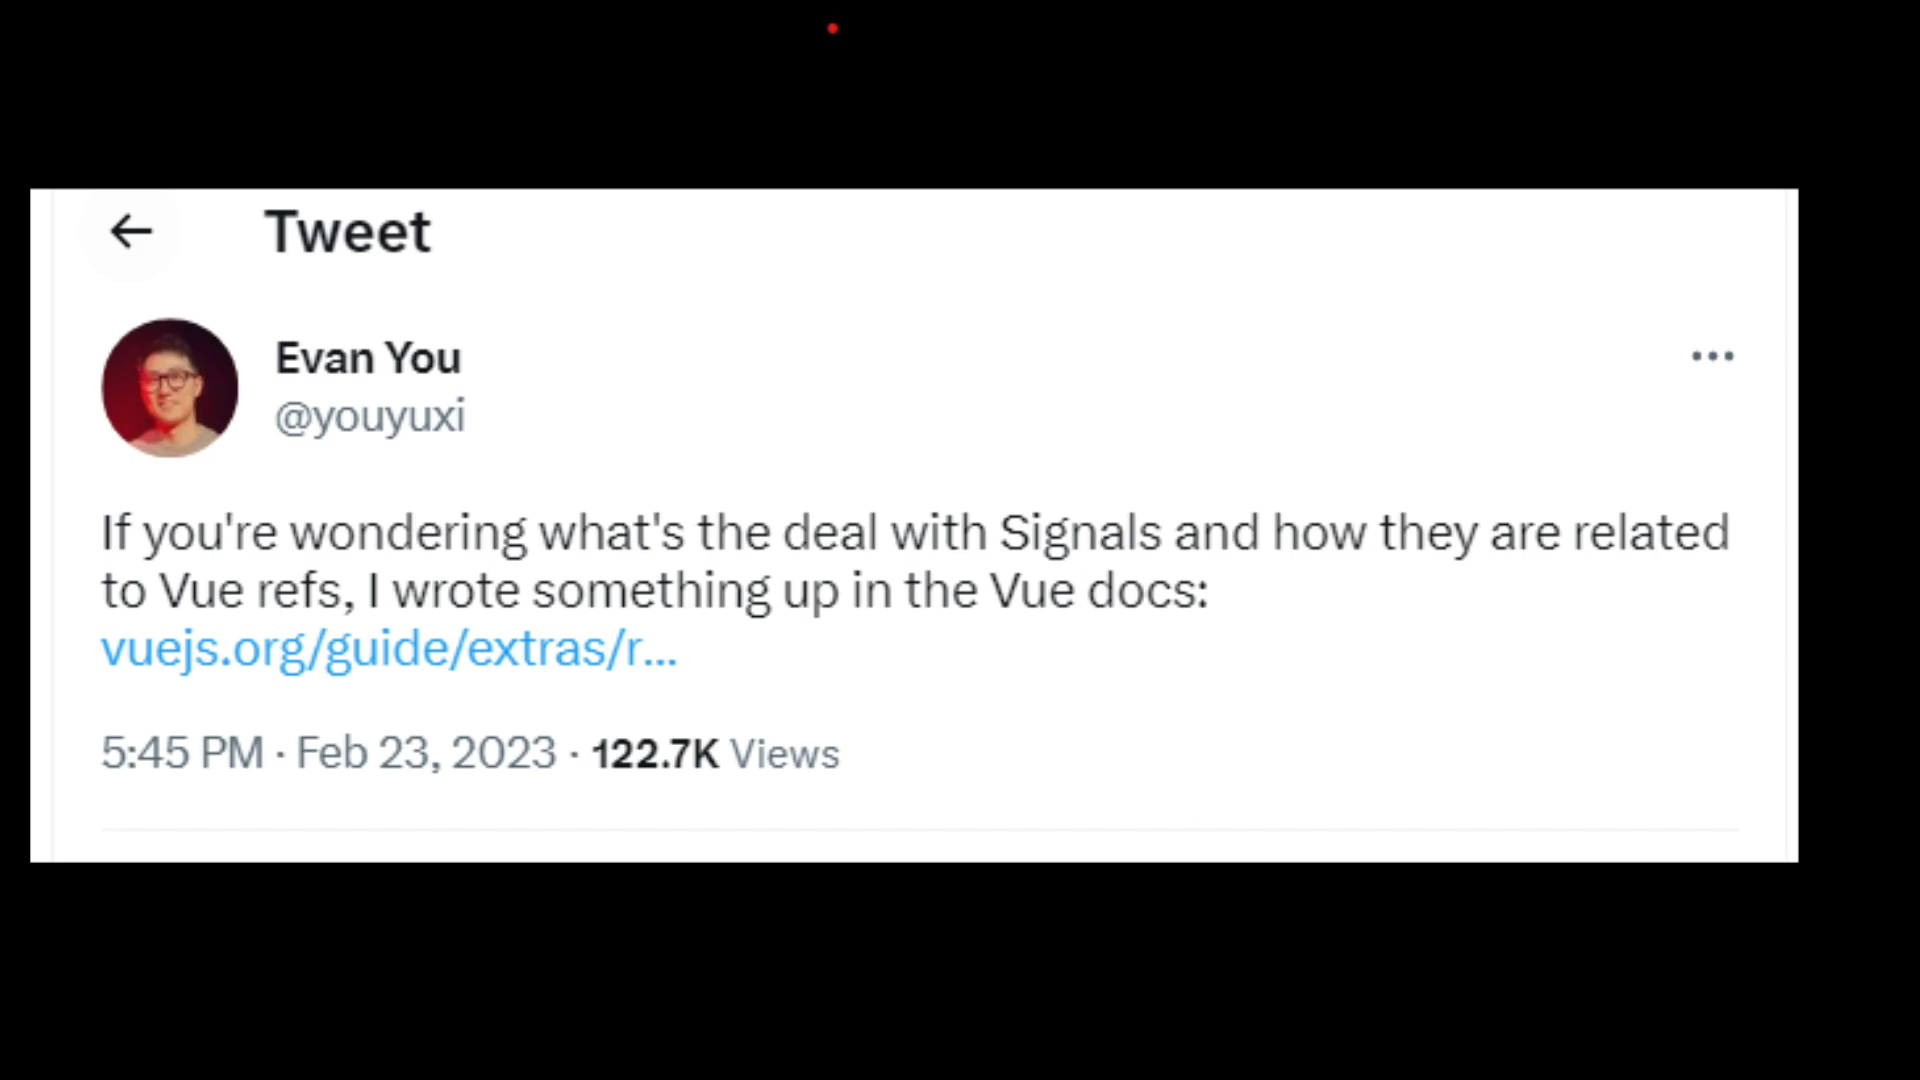 Tweet
Evan You
@youyuxi
If you're wondering what's the deal with Signals and how they are related
to Vue refs, I wrote something up in the Vue docs:
vuejs.org/guide/extras/r...
5:45 PM · Feb 23, 2023 · 122.7K Views